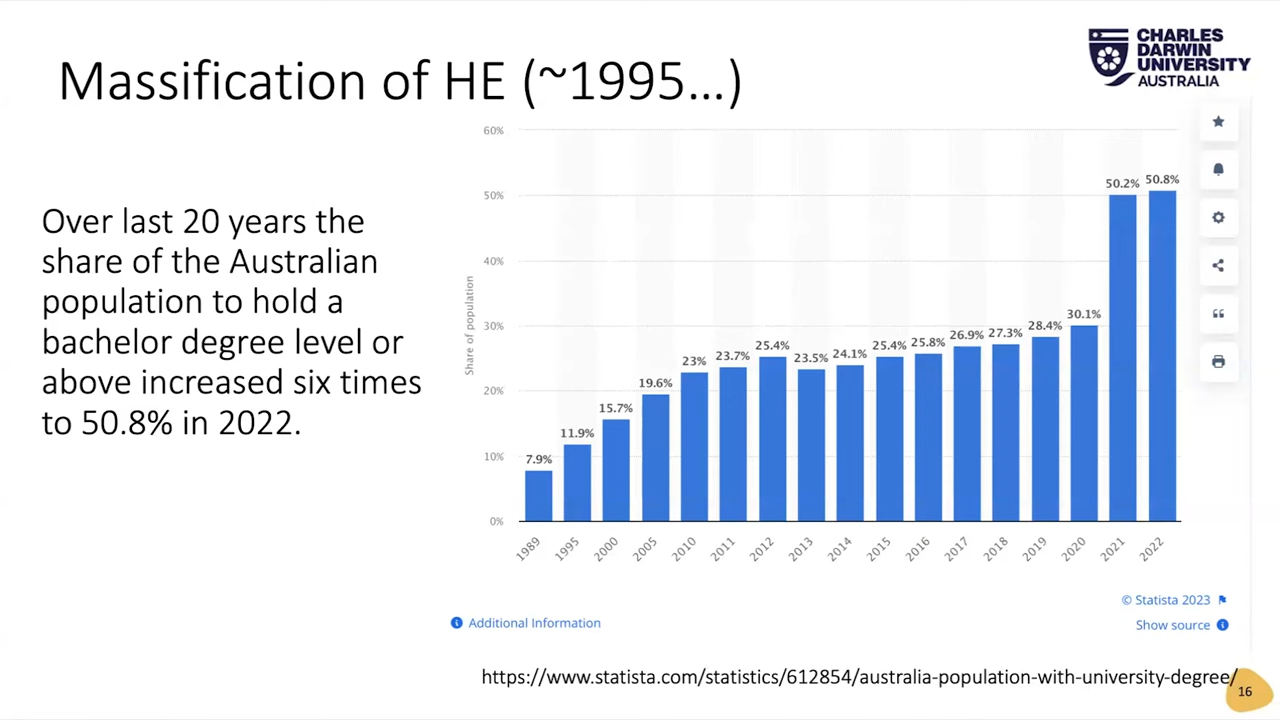 Massification of HE (~1995...)
CHARLES
DARWIN
UNIVERSITY
AUSTRALIA
Over last 20 years the
share of the Australian
population to hold a
bachelor degree level or
above increased six times
to 50.8% in 2022.
Share of population
60%
50%
40%
30%
20%
10%
0%
7.9%
11.9%
15.7%
19.6%
23%
23.7%
25.4%
23.5%
24.1%
25.4%
25.8%
26.9%
27.3%
28.4%
30.1%
50.2%
50.8%
1989
1995
2000
2005
2010
2011
2012
2013
2014
2015
2016
2017
2018
2019
2020
2021
2022
© Statista 2023
Additional Information
Show source
https://www.statista.com/statistics/612854/australia-population-with-university-degree/
16